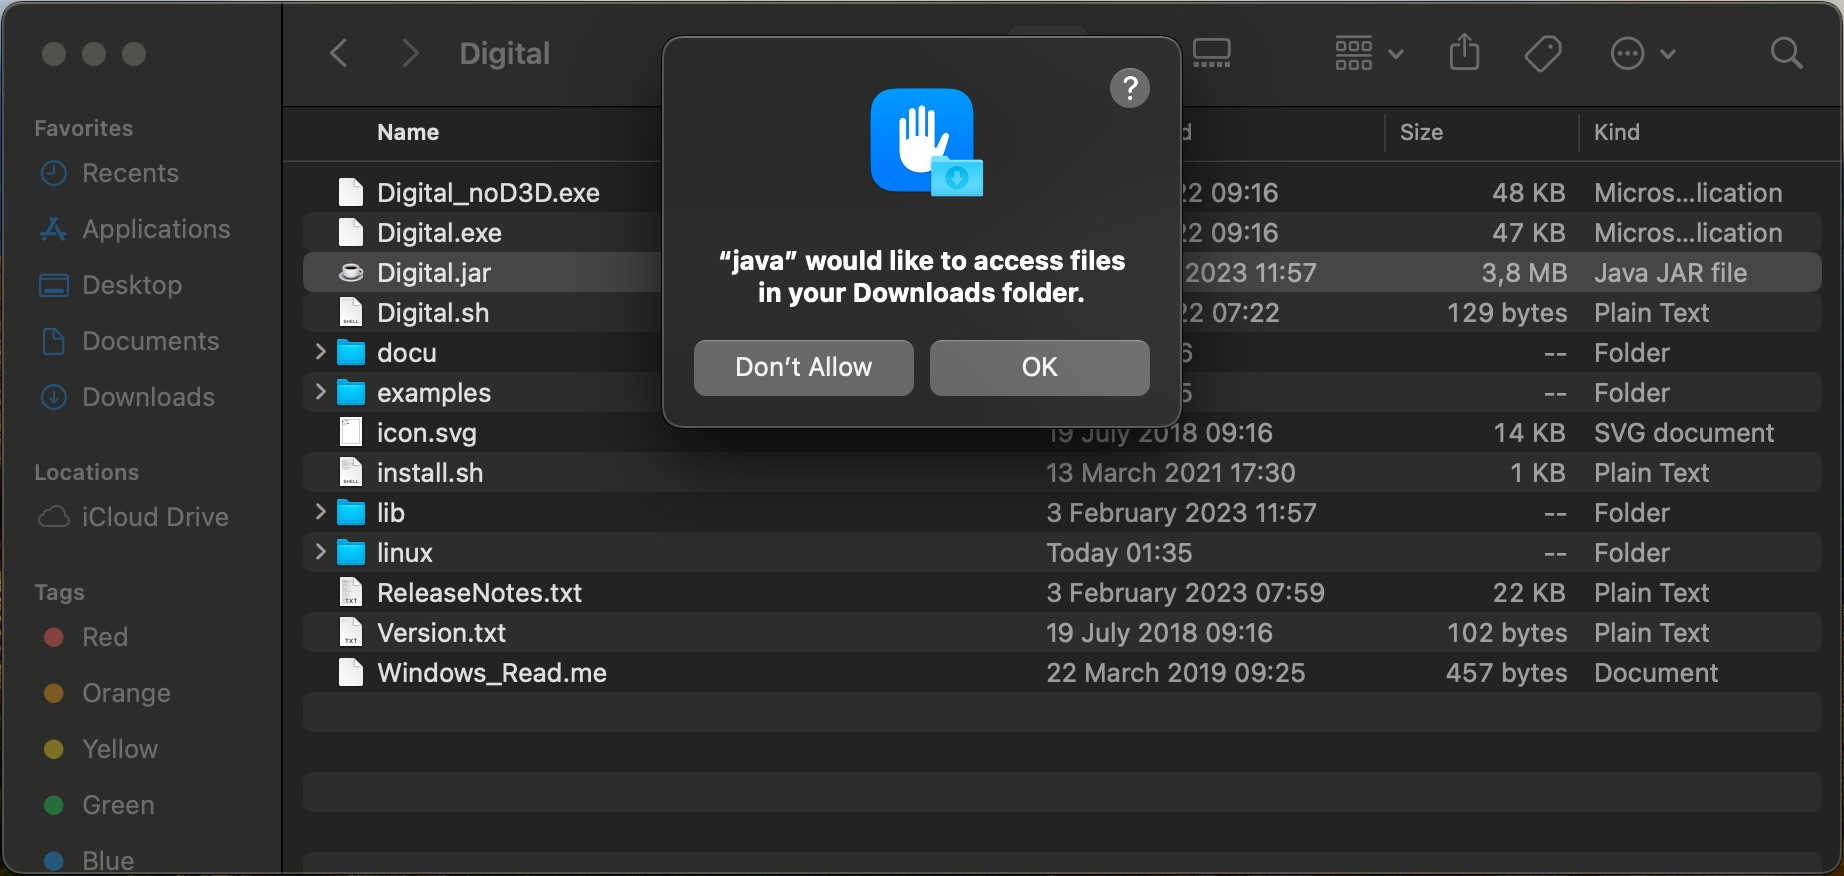 Digital
?
Favorites
Recents
Applications
Desktop
Documents
Downloads
Locations
iCloud Drive
Tags
Red
Orange
Yellow
Green
Blue
“java” would like to access files
in your Downloads folder.
Don’t Allow
OK
Name Size Kind
Digital_noD3D.exe 09:16 48 KB Micros...lication
Digital.exe 09:16 47 KB Micros...lication
Digital.jar 2023 11:57 3,8 MB Java JAR file
SHELL Digital.sh 07:22 129 bytes Plain Text
docu -- Folder
examples -- Folder
icon.svg 19 July 2018 09:16 14 KB SVG document
SHELL install.sh 13 March 2021 17:30 1 KB Plain Text
lib 3 February 2023 11:57 -- Folder
linux Today 01:35 -- Folder
TXT ReleaseNotes.txt 3 February 2023 07:59 22 KB Plain Text
TXT Version.txt 19 July 2018 09:16 102 bytes Plain Text
Windows_Read.me 22 March 2019 09:25 457 bytes Document